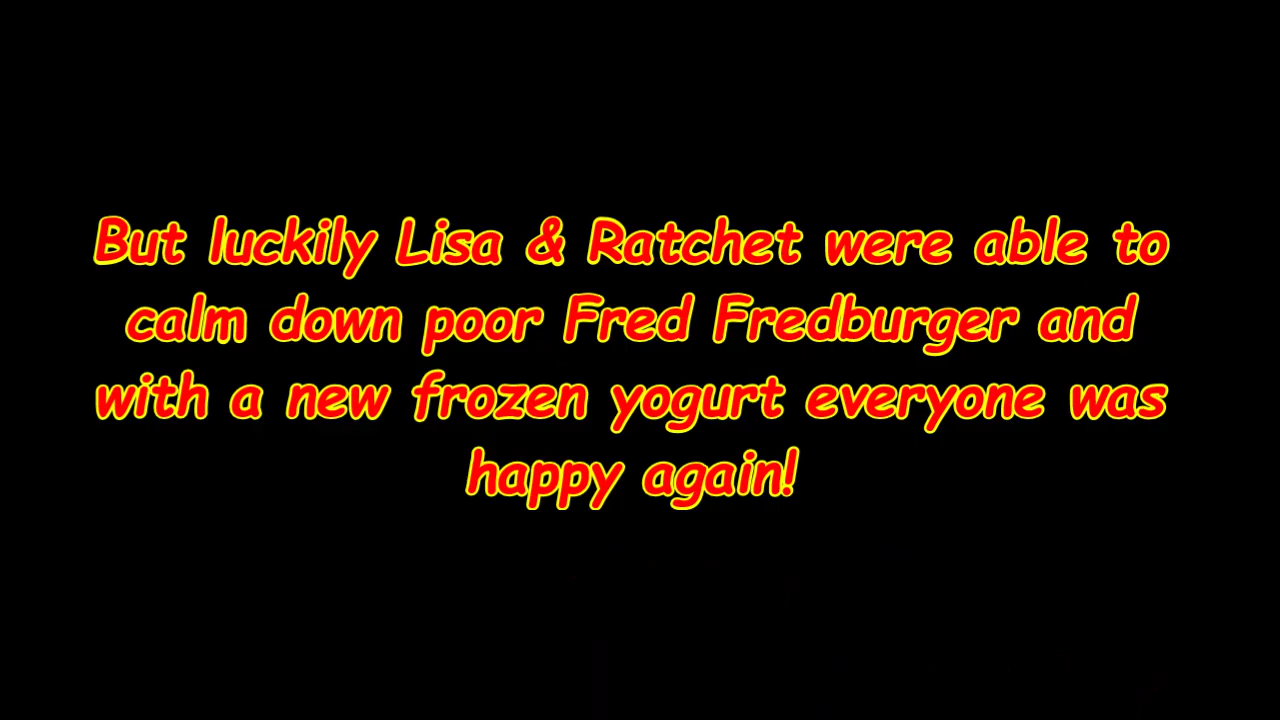 But luckily Lisa & Ratchet were able to
calm down poor Fred Fredburger and
with a new frozen yogurt everyone was
happy again!